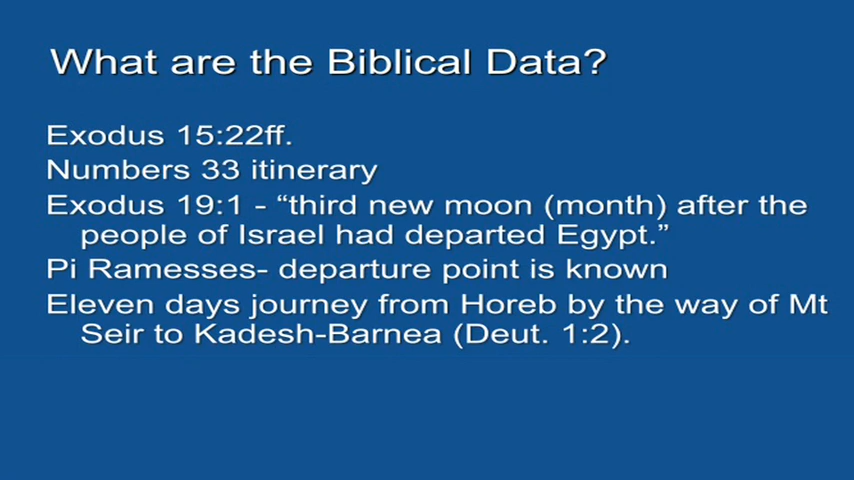 What are the Biblical Data?
Exodus 15:22ff.
Numbers 33 itinerary
Exodus 19:1 - “third new moon (month) after the
people of Israel had departed Egypt.”
Pi Ramesses- departure point is known
Eleven days journey from Horeb by the way of Mt
Seir to Kadesh-Barnea (Deut. 1:2).